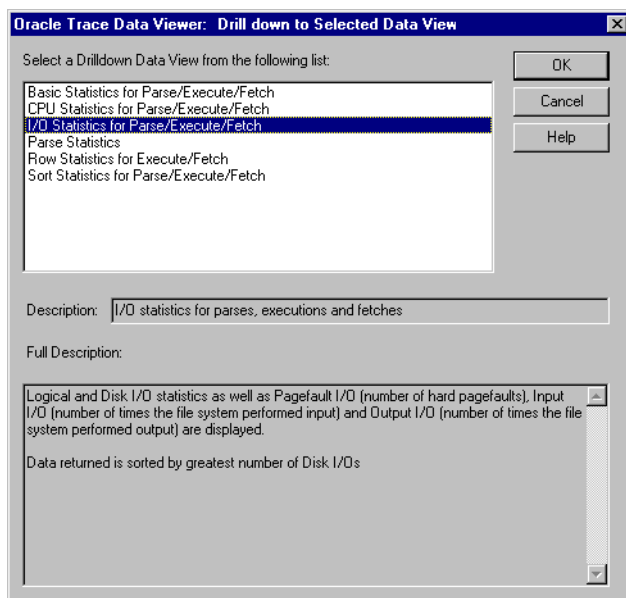 Oracle Trace Data Viewer:  Drill down to Selected Data View
Select a Drilldown Data View from the following list:
OK
Basic Statistics for Parse/Execute/Fetch
CPU Statistics for Parse/Execute/Fetch
Cancel
I/O Statistics for Parse/Execute/Fetch
Parse Statistics
Help
Row Statistics for Execute/Fetch
Sort Statistics for Parse/Execute/Fetch
Description: I/O statistics for parses, executions and fetches
Full Description:
Logical and Disk I/O statistics as well as Pagefault I/O (number of hard pagefaults), Input
I/O (number of times the file system performed input) and Output I/O (number of times the file
system performed output) are displayed.
Data returned is sorted by greatest number of Disk I/Os